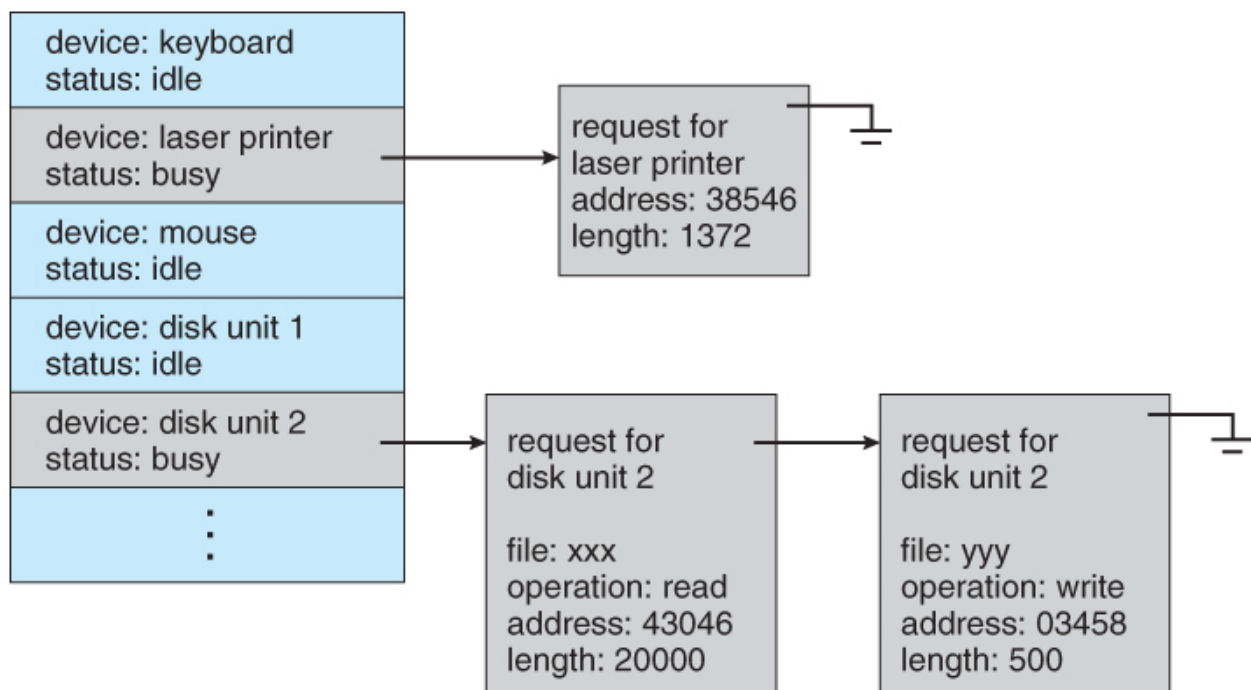 device: keyboard
status: idle
device: laser printer
status: busy
device: mouse
status: idle
device: disk unit 1
status: idle
device: disk unit 2
status: busy
request for
laser printer
address: 38546
length: 1372
request for
disk unit 2
file: xxx
operation: read
address: 43046
length: 20000
request for
disk unit 2
file: yyy
operation: write
address: 03458
length: 500